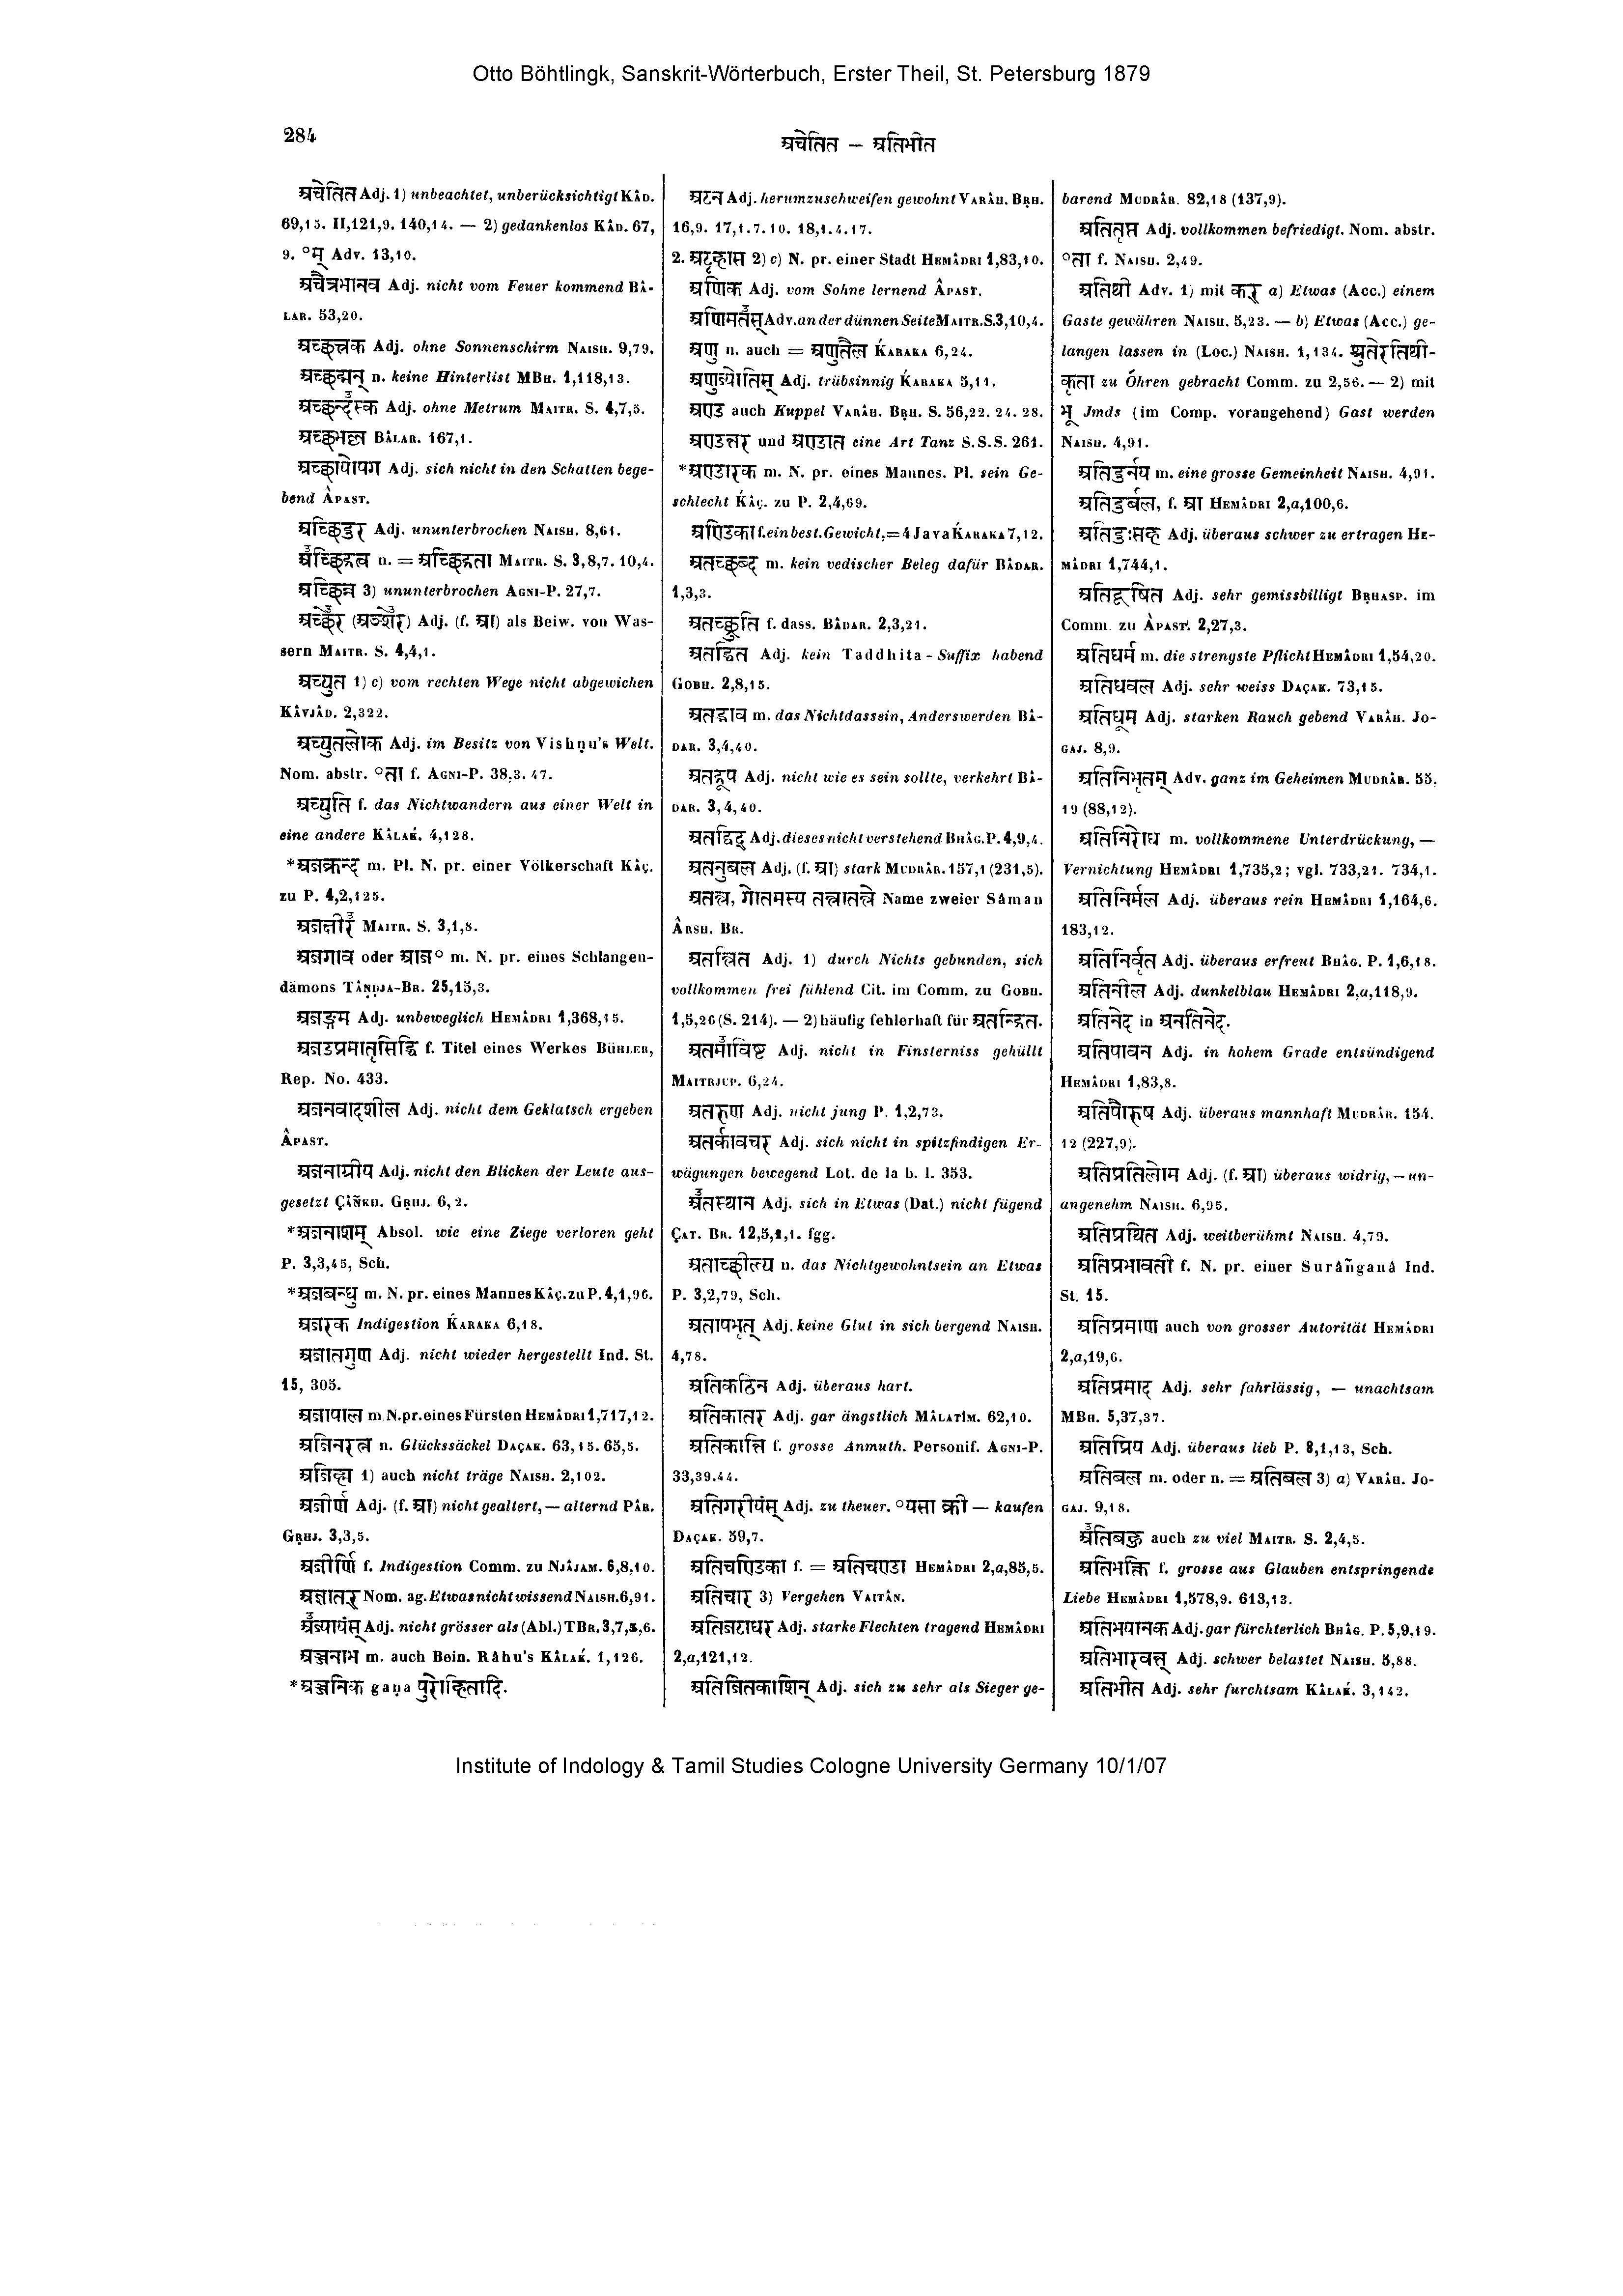 Otto Böhtlingk, Sanskrit-Wörterbuch, Erster Theil, St. Petersburg 1879
284
अचेतित – अतिभीत
अचेतित Adj. 1) unbeachtet, unberücksichtigt KÂD.
69,15. II,121,9. 140,14. — 2) gedankenlos KÂD. 67,
9. °म् Adv. 13,10.
अचैत्रभानव Adj. nicht vom Feuer kommend BÂ-
LAR. 53,20.
अच्छत्त्रक Adj. ohne Sonnenschirm NAISH. 9,79.
अच्छद्मन् n. keine Hinterlist MBH. 1,118,13.
अच्छन्दस्क Adj. ohne Metrum MAITR. S. 4,7,5.
अच्छभल्ल BÂLAR. 167,1.
अच्छायोपग Adj. sich nicht in den Schatten bege-
bend ÂPAST.
अच्छिदुर Adj. ununterbrochen NAISH. 8,61.
अच्छिद्रत्व n. = अच्छिद्रता MAITR. S. 3,8,7. 10,4.
अच्छिन्न 3) ununterbrochen AGNI-P. 27,7.
Adj. (f. आ) als Beiw. von Was-
sern MAITR. S. 4,4,1.
अच्युत 1) c) vom rechten Wege nicht abgewichen
KÂVJÂD. 2,322.
अच्युतलोक Adj. im Besitz von Vishṇu's Welt.
Nom. abstr. °ता f. AGNI-P. 38,3. 47.
अच्युति f. das Nichtwandern aus einer Welt in
eine andere KÂLAḰ. 4,128.
*अजक्रन्द m. Pl. N. pr. einer Völkerschaft KÂÇ.
zu P. 4,2,125.
अजक्षीर MAITR. S. 3,1,8.
अजगाव oder आज° m. N. pr. eines Schlangen-
dämons TÂṆḌJA-BR. 25,15,3.
अजङ्गम Adj. unbeweglich HEMÂDRI 1,368,15.
अजडप्रमातृसिद्धि f. Titel eines Werkes BÜHLER,
Rep. No. 433.
अजनवादशील Adj. nicht dem Geklatsch ergeben
ÂPAST.
अजनाग्रीय Adj. nicht den Blicken der Leute aus-
gesetzt ÇÂÑKH. GṚHJ. 6,2.
*अजनाशम् Absol. wie eine Ziege verloren geht
P. 3,3,45, Sch.
*अजबन्धु m. N. pr. eines Mannes KÂÇ. zu P. 4,1,96.
अजरक Indigestion ḰARAKA 6,18.
अजातगुण Adj. nicht wieder hergestellt Ind. St.
15, 305.
अजापाल m. N. pr. eines Fürsten HEMÂDRI 1,717,12.
अजिनरत्न n. Glückssäckel DAÇAK. 63,15. 65,5.
अजिह्म 1) auch nicht träge NAISH. 2,102.
अजीर्ण Adj. (f. आ) nicht gealtert, — alternd PÂR.
GṚHJ. 3,3,5.
अजीर्णि f. Indigestion Comm. zu NJÂJAM. 6,8,10.
अज्ञातर् Nom. ag. Etwas nicht wissend NAISH. 6,91.
अज्यायंस् Adj. nicht grösser als (Abl.) TBR. 3,7,8,6.
अञ्जनाभ m. auch Bein. Râhu's KÂLAḰ. 1,126.
*अञ्जनिक gaṇa पुरोहितादि.
अटन Adj. herumzuschweifen gewohnt VARÂH. BṚH.
16,9. 17,1.7.10. 18,1.4.17.
2. अट्टहास 2) c) N. pr. einer Stadt HEMÂDRI 1,83,10.
अणिक Adj. vom Sohne lernend ÂPAST.
अणिमतस् Adv. an der dünnen Seite MAITR. S. 3,10,4.
अणु n. auch = अणुतैल ḰARAKA 6,24.
अणुज्योतिस् Adj. trübsinnig ḰARAKA 5,11.
अण्ड auch Kuppel VARÂH. BṚH. S. 56,22. 24. 28.
अण्डत्तर und अण्डात eine Art Tanz S.S.S. 261.
*अण्डारक m. N. pr. eines Mannes. Pl. sein Ge-
schlecht KÂÇ. zu P. 2,4,69.
अण्डिका f. ein best. Gewicht, = 4 Java ḰARAKA 7,12.
अतच्छब्द m. kein vedischer Beleg dafür BÂDAR.
1,3,3.
अतच्छ्रुति f. dass. BÂDAR. 2,3,21.
अतद्धित Adj. kein Taddhita-Suffix habend
GOBH. 2,8,15.
अतद्भाव m. das Nichtdassein, Anderswerden BÂ-
DAR. 3,4,40.
अतद्रूप Adj. nicht wie es sein sollte, verkehrt BÂ-
DAR. 3,4,40.
अतद्विद् Adj. dieses nicht verstehend BHÂG. P. 4,9,4.
अतनुबल Adj. (f. आ) stark MUDRÂR. 157,1 (231,5).
अतन्त्र, गोतमस्य तन्त्रातन्त्रे Name zweier Sâman
ÂRSH. BR.
अतन्त्रित Adj. 1) durch Nichts gebunden, sich
vollkommen frei fühlend Cit. im Comm. zu GOBH.
1,5,26 (S. 214). — 2) häufig fehlerhaft für अतन्द्रित.
अतमाविष्ट Adj. nicht in Finsterniss gehüllt
MAITRJUP. 6,24.
अतरुण Adj. nicht jung P. 1,2,73.
अतर्कावचर Adj. sich nicht in spitzfindigen Er-
wägungen bewegend Lot. de la b. l. 353.
अतस्थान Adj. sich in Etwas (Dat.) nicht fügend
ÇAT. BR. 12,5,2,1. fgg.
अताच्छील्य n. das Nichtgewohntsein an Etwas
P. 3,2,79, Sch.
अतापभृत् Adj. keine Glut in sich bergend NAISH.
4,78.
अतिकठिन Adj. überaus hart.
अतिकातर Adj. gar ängstlich MÂLATÎM. 62,10.
अतिकान्ति f. grosse Anmuth. Personif. AGNI-P.
33,39.44.
अतिगरीयंस् Adj. zu theuer. °यसा क्री — kaufen
DAÇAK. 59,7.
अतिचण्डिका f. = अतिचण्डा HEMÂDRI 2,a,85,5.
अतिचार 3) Vergehen VAITÂN.
अतिजटाधर Adj. starke Flechten tragend HEMÂDRI
2,a,121,12.
अतिजितकाशिन् Adj. sich zu sehr als Sieger ge-
barend MUDRÂR. 82,18 (137,9).
अतितृप्त Adj. vollkommen befriedigt. Nom. abstr.
°ता f. NAISH. 2,49.
अतिथी Adv. 1) mit कर् a) Etwas (Acc.) einem
Gaste gewähren NAISH. 5,23. — b) Etwas (Acc.) ge-
langen lassen in (Loc.) NAISH. 1,134. श्रुतेरतिथी-
कृता zu Ohren gebracht Comm. zu 2,56. — 2) mit
भू Jmds (im Comp. vorangehend) Gast werden
NAISH. 4,91.
अतिदुर्नय m. eine grosse Gemeinheit NAISH. 4,91.
अतिदुर्बल, f. आ HEMÂDRI 2,a,100,6.
अतिदुःसह Adj. überaus schwer zu ertragen HE-
MÂDRI 1,744,1.
अतिदूषित Adj. sehr gemissbilligt BṚHASP. im
Comm. zu ÂPAST. 2,27,3.
अतिधर्म m. die strengste Pflicht HEMÂDRI 1,54,20.
अतिधवल Adj. sehr weiss DAÇAK. 73,15.
अतिधूम Adj. starken Rauch gebend VARÂH. JO-
GAJ. 8,9.
अतिनिभृतम् Adv. ganz im Geheimen MUDRÂR. 55,
19 (88,12).
अतिनिरोध m. vollkommene Unterdrückung, —
Vernichtung HEMÂDRI 1,735,2; vgl. 733,21. 734,1.
अतिनिर्मल Adj. überaus rein HEMÂDRI 1,164,6.
183,12.
अतिनिर्वृत Adj. überaus erfreut BHÂG. P. 1,6,18.
अतिनील Adj. dunkelblau HEMÂDRI 2,a,118,9.
अतिनेद् in अनतिनेद्.
अतिपावन Adj. in hohem Grade entsündigend
HEMÂDRI 1,83,8.
अतिपौरुष Adj. überaus mannhaft MUDRÂR. 154,
12 (227,9).
अतिप्रतिलोम Adj. (f. आ) überaus widrig, — un-
angenehm NAISH. 6,95.
अतिप्रथित Adj. weitberühmt NAISH. 4,79.
अतिप्रभावती f. N. pr. einer Surâñganâ Ind.
St. 15.
अतिप्रमाण auch von grosser Autorität HEMÂDRI
2,a,19,6.
अतिप्रमाद Adj. sehr fahrlässig, — unachtsam
MBH. 5,37,37.
अतिप्रिय Adj. überaus lieb P. 8,1,13, Sch.
अतिबल m. oder n. = अतिबल 3) a) VARÂH. JO-
GAJ. 9,18.
अतिबहु auch zu viel MAITR. S. 2,4,5.
अतिभक्ति f. grosse aus Glauben entspringende
Liebe HEMÂDRI 1,578,9. 613,13.
अतिभयानक Adj. gar fürchterlich BHÂG. P. 5,9,19.
अतिभारवत्त् Adj. schwer belastet NAISH. 5,88.
अतिभीत Adj. sehr furchtsam KÂLAḰ. 3,142.
Institute of Indology & Tamil Studies Cologne University Germany 10/1/07